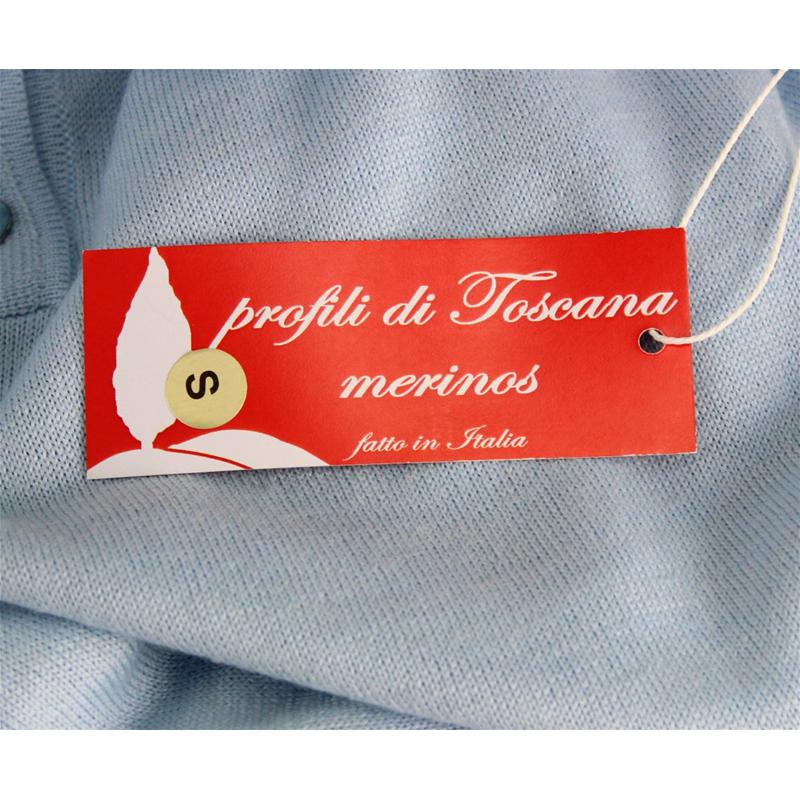 profili di Toscana
merinos
fatto in Italia
S